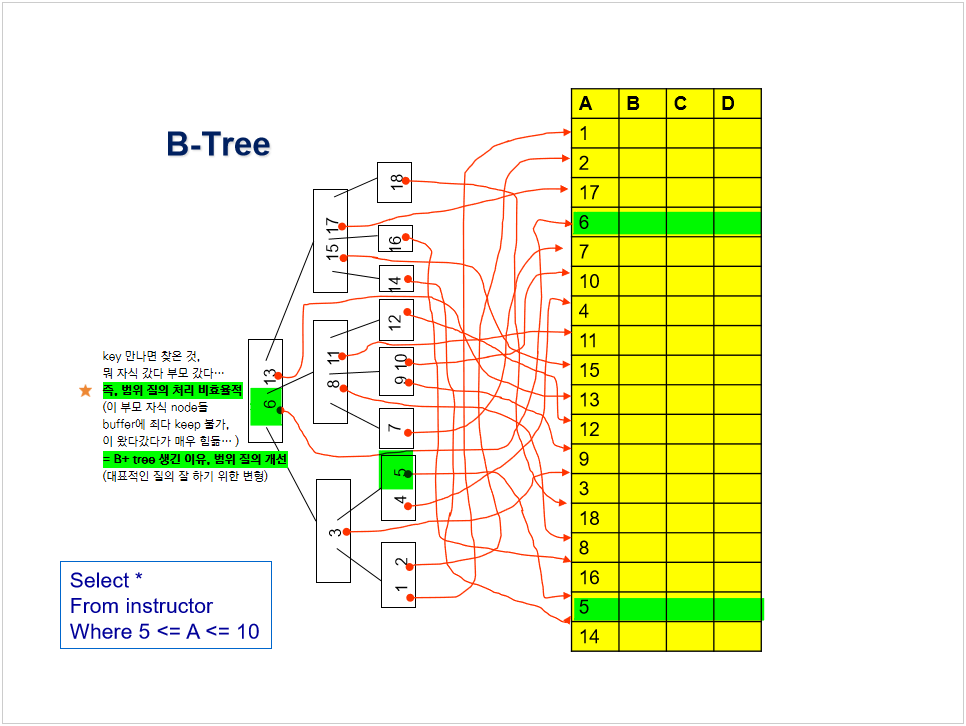 B-Tree
key 만나면 찾은 것,
뭐 자식 갔다 부모 갔다…
즉, 범위 질의 처리 비효율적
(이 부모 자식 node들
buffer에 죄다 keep 불가,
이 왔다갔다가 매우 힘듦… )
= B+ tree 생긴 이유, 범위 질의 개선
(대표적인 질의 잘 하기 위한 변형)
Select *
From instructor
Where 5 <= A <= 10
6 13
3
8 11
15 17
1 2
4 5
7
9 10
12
14
16
18
A B C D
1
2
17
6
7
10
4
11
15
13
12
9
3
18
8
16
5
14